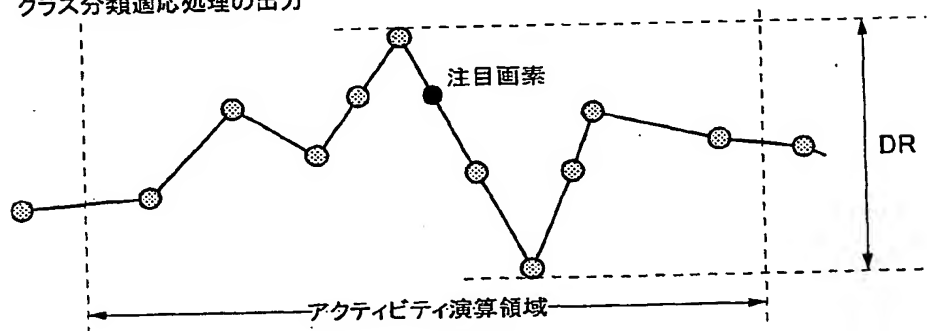 クラス分類適応処理の出力
注目画素
DR
アクティビティ演算領域